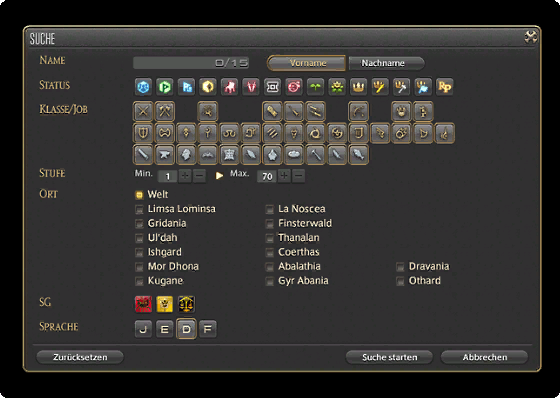 SUCHE
NAME 0/15 Vorname Nachname
STATUS RP
KLASSE/JOB
STUFE Min. 1 Max. 70
ORT Welt
Limsa Lominsa La Noscea
Gridania Finsterwald
Ul'dah Thanalan
Ishgard Coerthas
Mor Dhona Abalathia Dravania
Kugane Gyr Abania Othard
SG
SPRACHE J E D F
Zurücksetzen Suche starten Abbrechen